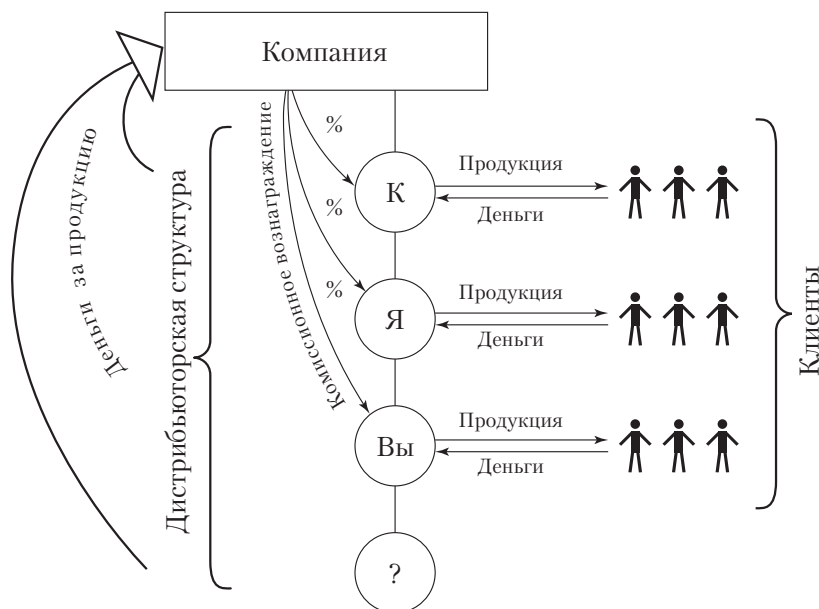 Компания
Деньги за продукцию
Дистрибьюторская структура
Комиссионное вознаграждение
%
%
%
К
Продукция
Деньги
Я
Продукция
Деньги
Вы
Продукция
Деньги
?
Клиенты